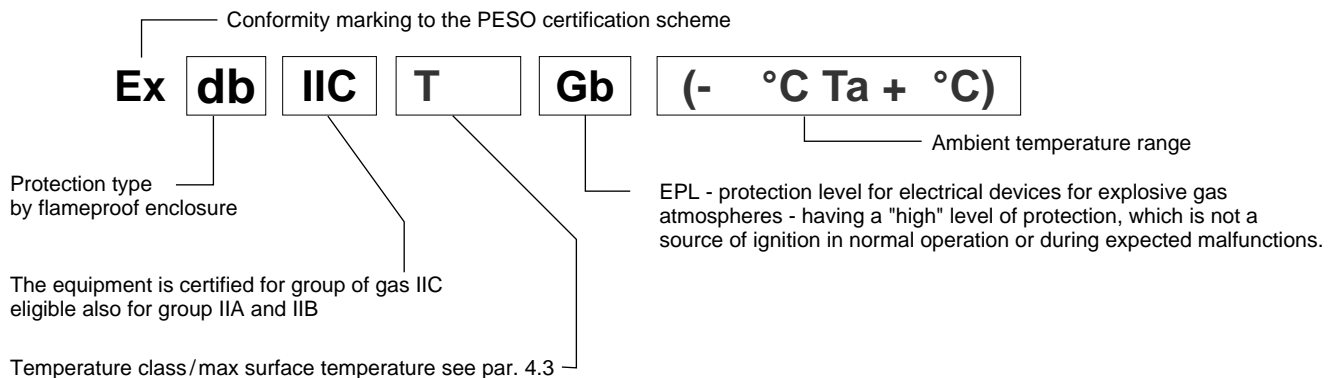 Conformity marking to the PESO certification scheme
Ex db IIC T Gb (- °C Ta + °C)
Ambient temperature range
Protection type
by flameproof enclosure
EPL - protection level for electrical devices for explosive gas
atmospheres - having a "high" level of protection, which is not a
source of ignition in normal operation or during expected malfunctions.
The equipment is certified for group of gas IIC
eligible also for group IIA and IIB
Temperature class/max surface temperature see par. 4.3